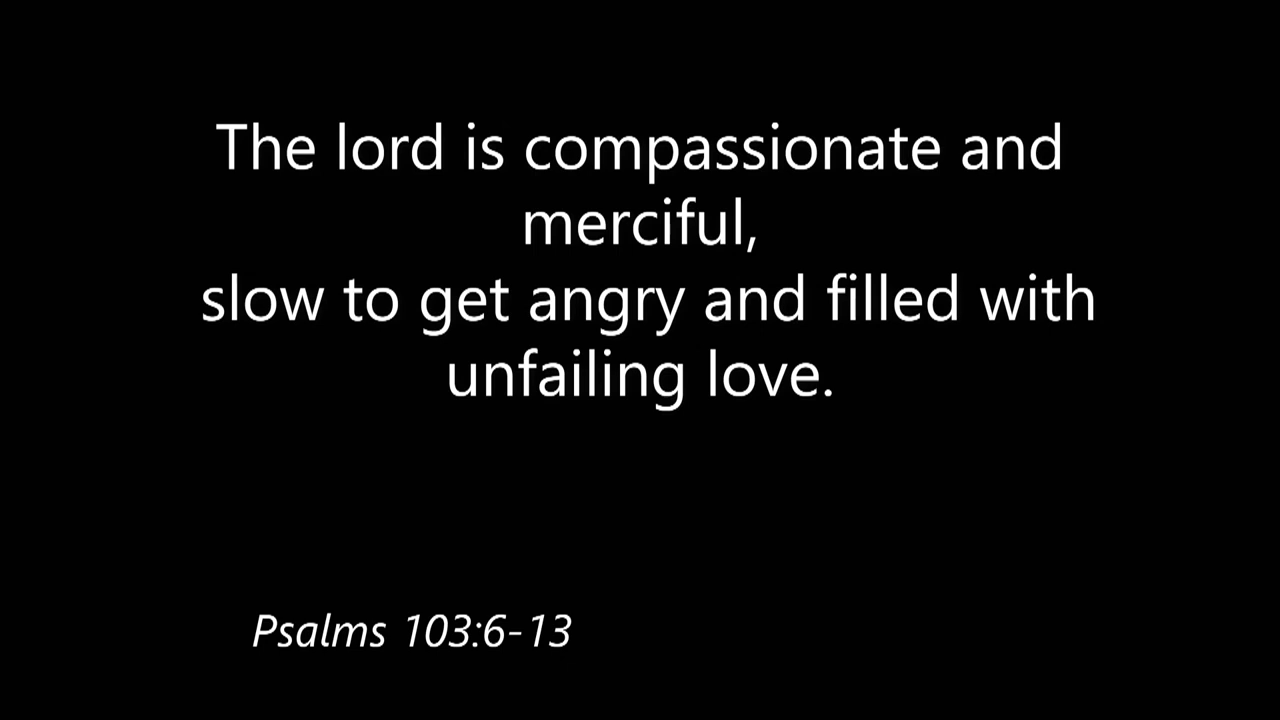 The lord is compassionate and
merciful,
slow to get angry and filled with
unfailing love.
Psalms 103:6-13